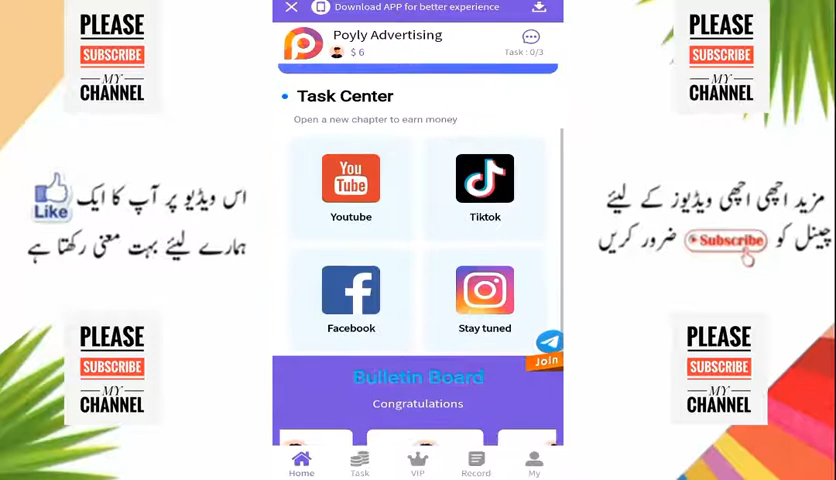 PLEASE
SUBSCRIBE
MY
CHANNEL
Download APP for better experience
Poyly Advertising
$ 6
Task : 0/3
PLEASE
SUBSCRIBE
MY
CHANNEL
Task Center
Open a new chapter to earn money
You
Tube
Youtube
Tiktok
Facebook
Stay tuned
Join
Bulletin Board
Congratulations
Home
Task
VIP
Record
My
اس ویڈیو پر آپ کا ایک Like
ہمارے لیئے بہت معنی رکھتا ہے
مزید اچھی اچھی ویڈیوز کے لیئے
چینل کو Subscribe ضرور کریں
PLEASE
SUBSCRIBE
MY
CHANNEL
PLEASE
SUBSCRIBE
MY
CHANNEL